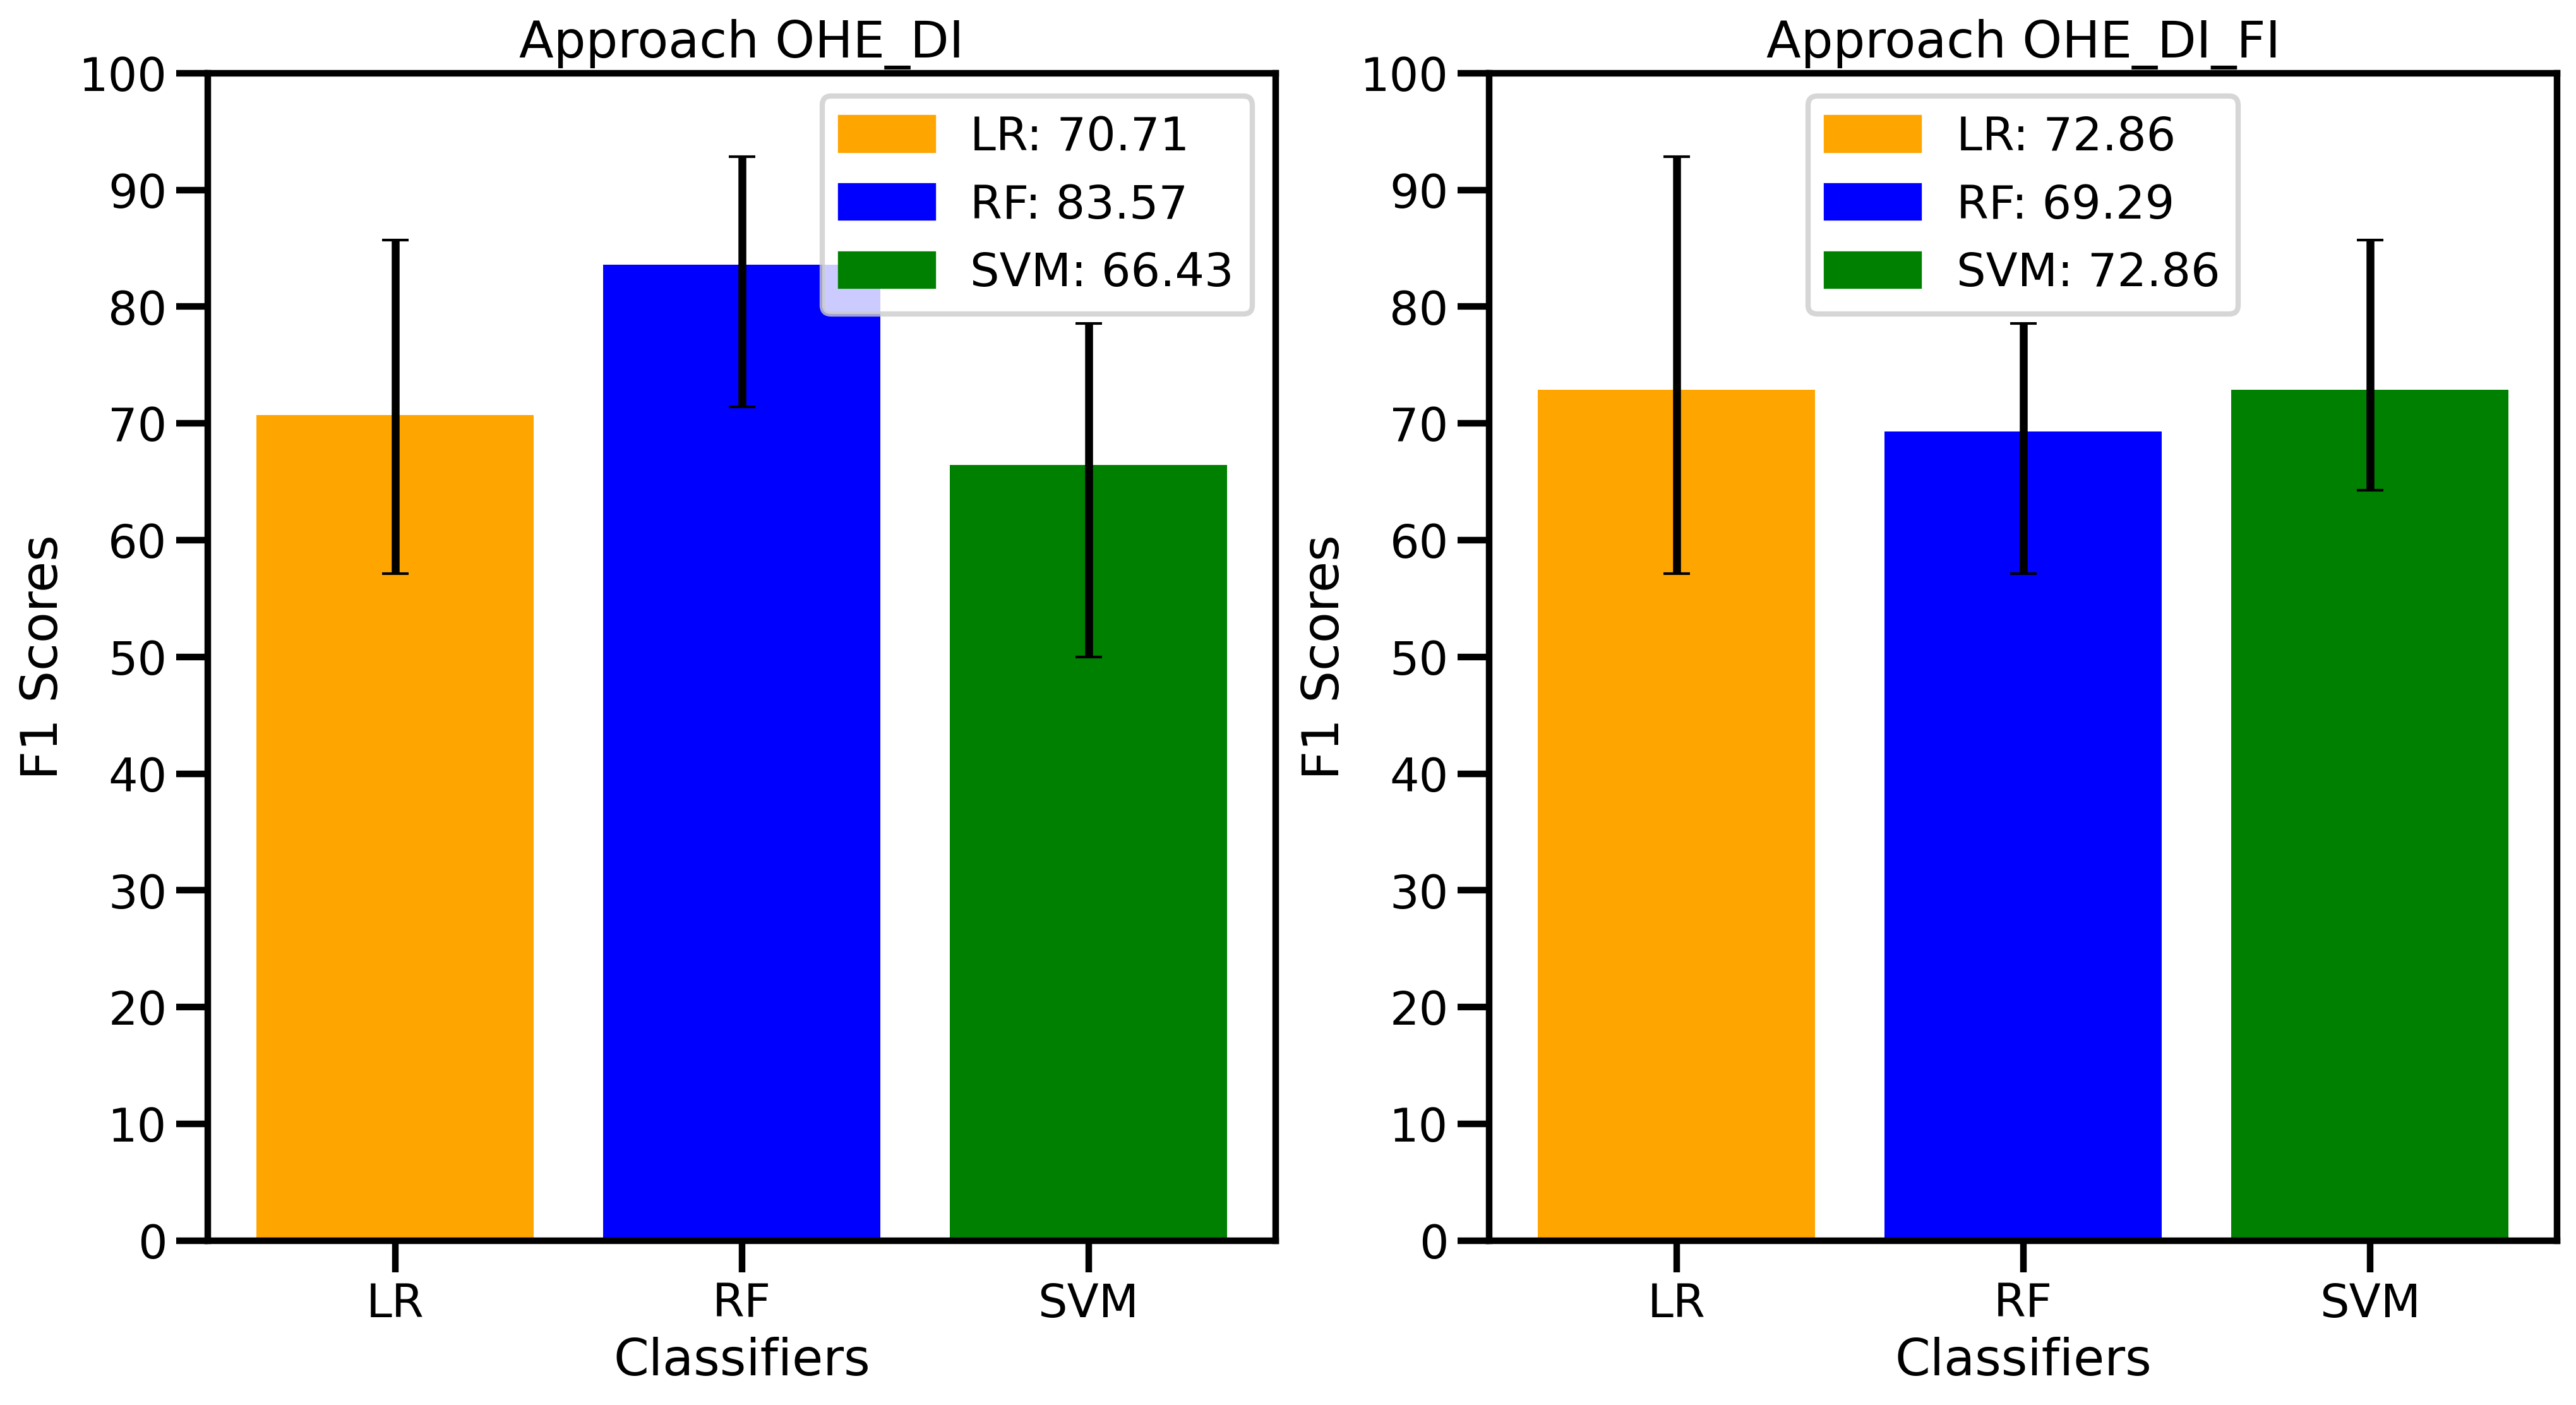 Approach OHE_DI
100
90
80
70
60
50
40
30
20
10
0
F1 Scores
LR: 70.71
RF: 83.57
SVM: 66.43
LR
RF
SVM
Classifiers
Approach OHE_DI_FI
100
90
80
70
60
50
40
30
20
10
0
F1 Scores
LR: 72.86
RF: 69.29
SVM: 72.86
LR
RF
SVM
Classifiers